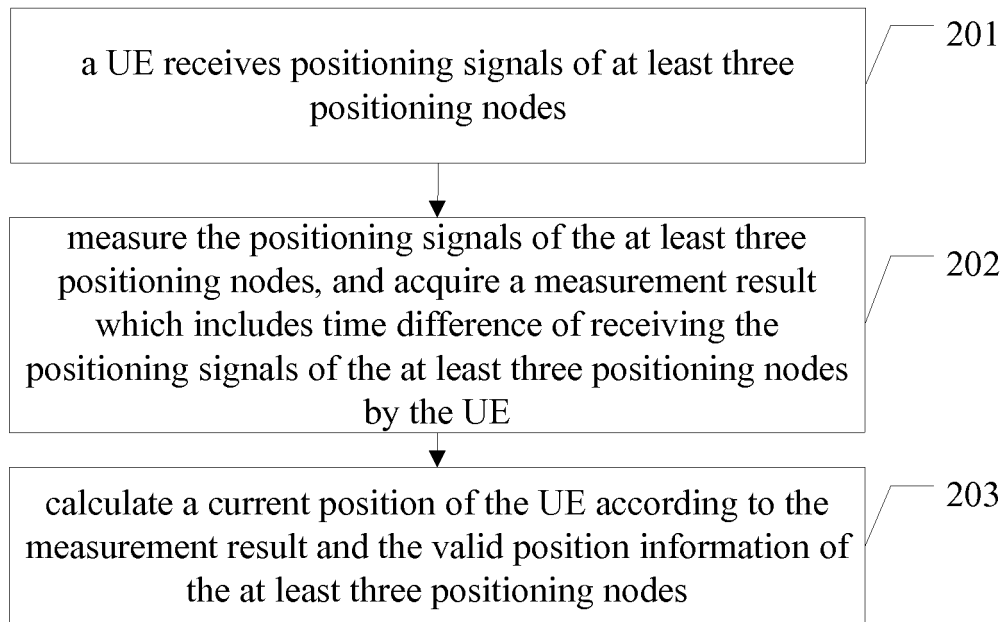 a UE receives positioning signals of at least three
positioning nodes
201
measure the positioning signals of the at least three
positioning nodes, and acquire a measurement result
which includes time difference of receiving the
positioning signals of the at least three positioning nodes
by the UE
202
calculate a current position of the UE according to the
measurement result and the valid position information of
the at least three positioning nodes
203